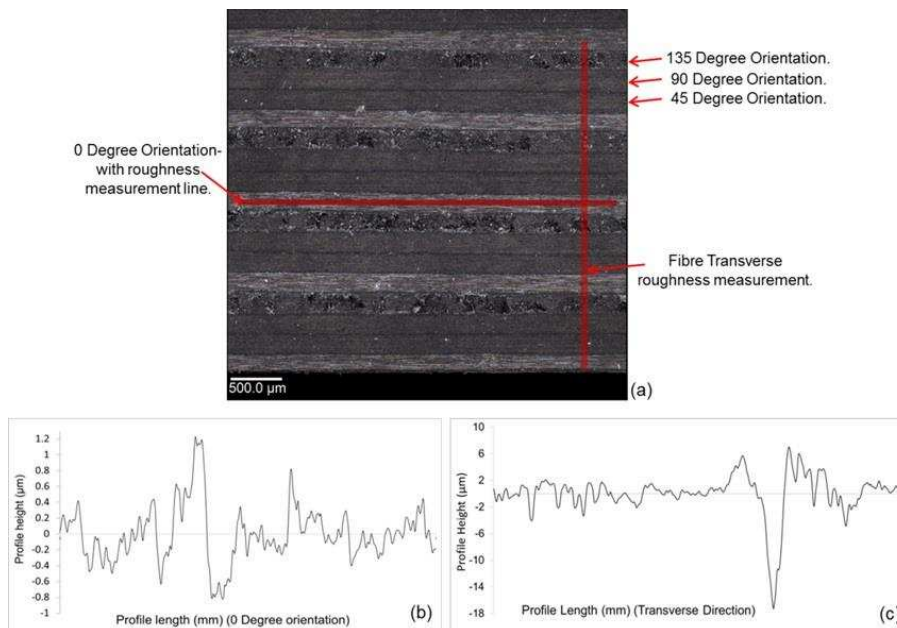 135 Degree Orientation.
90 Degree Orientation.
45 Degree Orientation.
0 Degree Orientation-
with roughness
measurement line.
Fibre Transverse
roughness measurement.
500.0 µm
(a)
1.2
1
0.8
0.6
0.4
0.2
0
-0.2
-0.4
-0.6
-0.8
-1
Profile height (µm)
Profile length (mm) (0 Degree orientation)
(b)
10
6
2
-2
-6
-10
-14
-18
Profile Height (µm)
Profile Length (mm) (Transverse Direction)
(c)